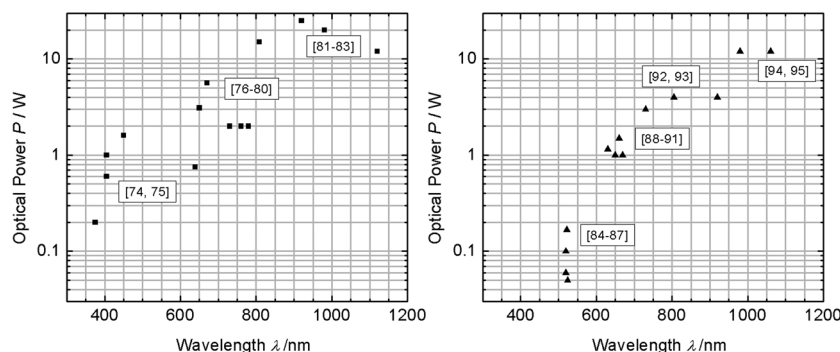 10
1
0.1
Optical Power P / W
[81-83]
[76-80]
[74, 75]
400 600 800 1000 1200
Wavelength λ /nm
10
1
0.1
Optical Power P / W
[92, 93]
[94, 95]
[88-91]
[84-87]
400 600 800 1000 1200
Wavelength λ /nm